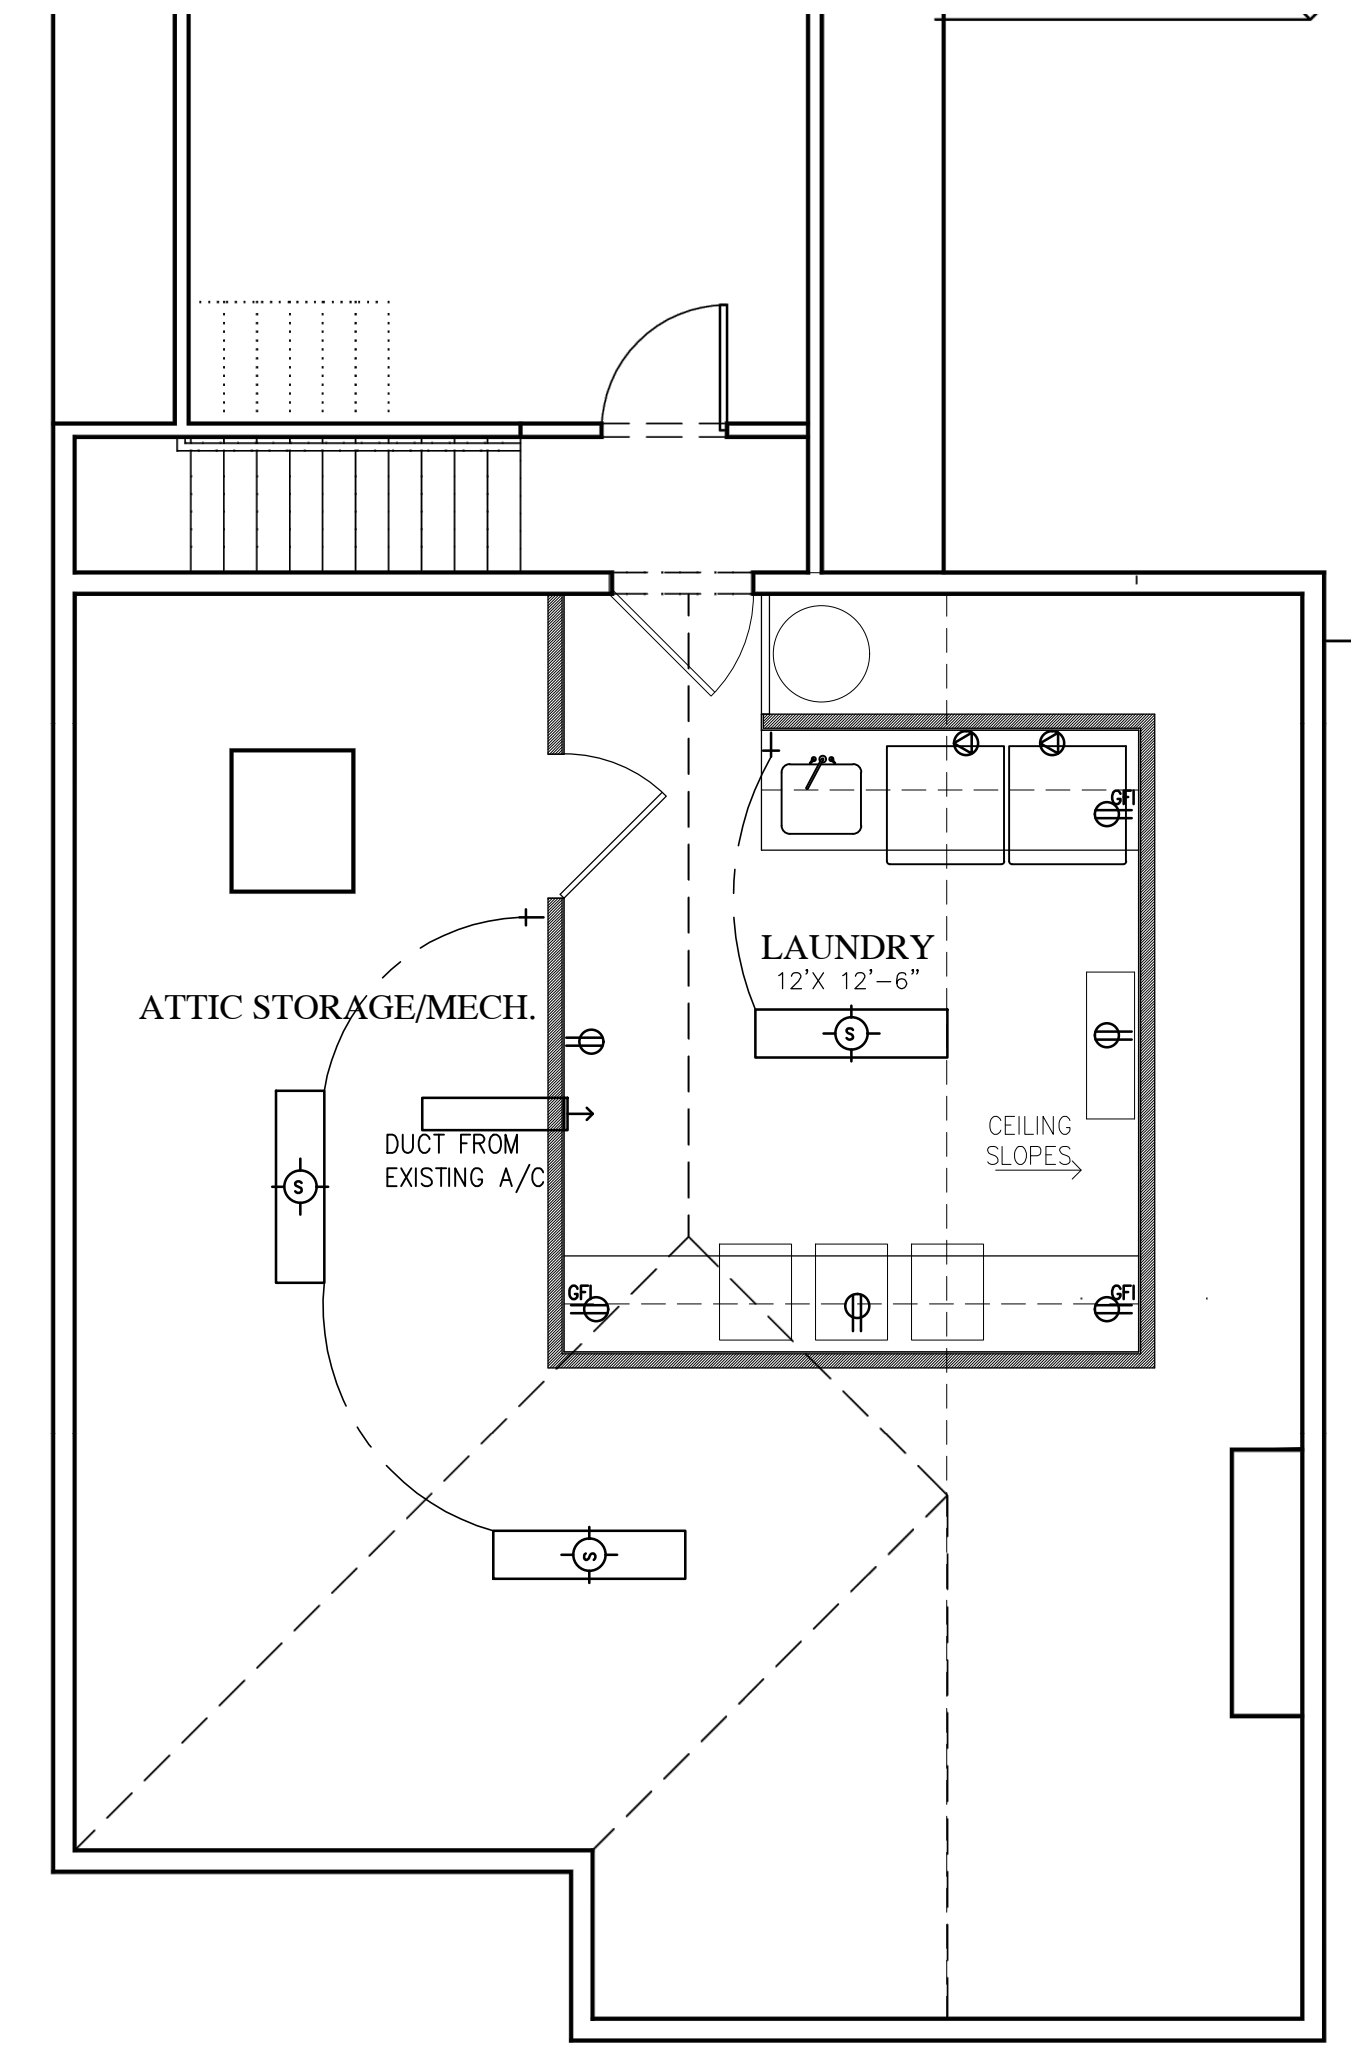 GFI
LAUNDRY
12'X 12'-6"
ATTIC STORAGE/MECH.
S
DUCT FROM
EXISTING A/C
CEILING
SLOPES
S
GFI
GFI
S